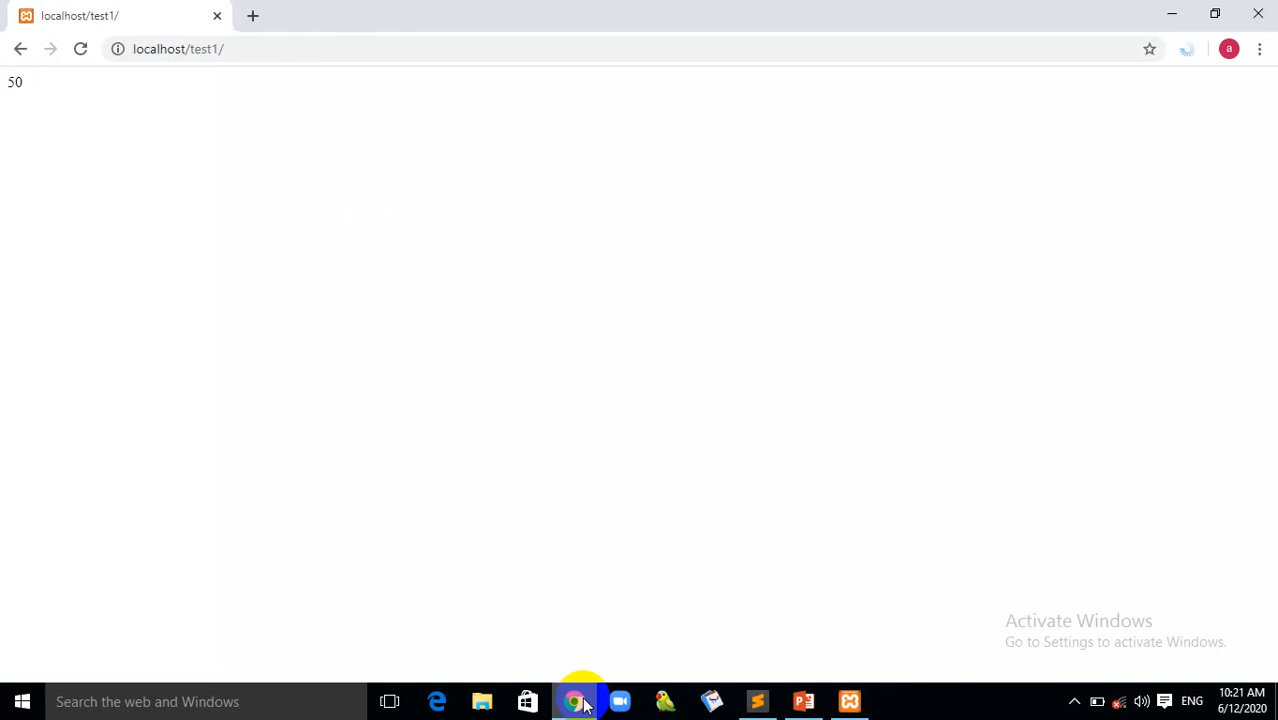 localhost/test1/
localhost/test1/
a
50
Activate Windows
Go to Settings to activate Windows.
Search the web and Windows
ENG
10:21 AM
6/12/2020